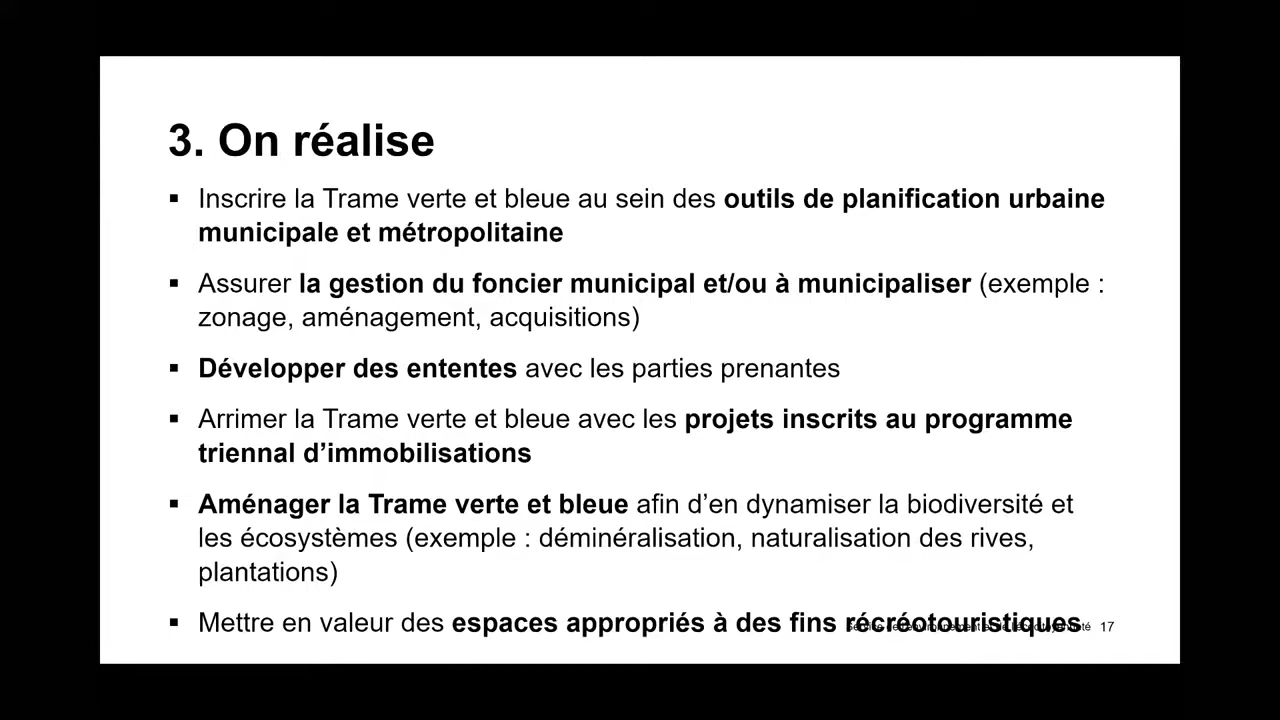 3. On réalise
▪ Inscrire la Trame verte et bleue au sein des outils de planification urbaine
municipale et métropolitaine
▪ Assurer la gestion du foncier municipal et/ou à municipaliser (exemple :
zonage, aménagement, acquisitions)
▪ Développer des ententes avec les parties prenantes
▪ Arrimer la Trame verte et bleue avec les projets inscrits au programme
triennal d’immobilisations
▪ Aménager la Trame verte et bleue afin d’en dynamiser la biodiversité et
les écosystèmes (exemple : déminéralisation, naturalisation des rives,
plantations)
▪ Mettre en valeur des espaces appropriés à des fins récréotouristiques
17